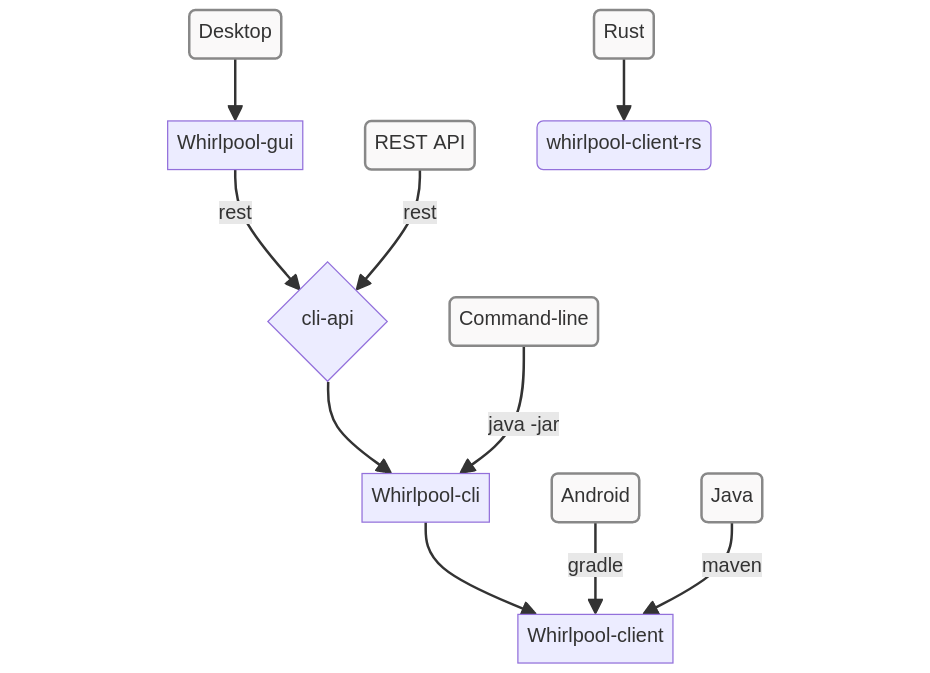 Desktop
Rust
Whirlpool-gui
REST API
whirlpool-client-rs
rest
rest
cli-api
Command-line
java -jar
Whirlpool-cli
Android
Java
gradle
maven
Whirlpool-client